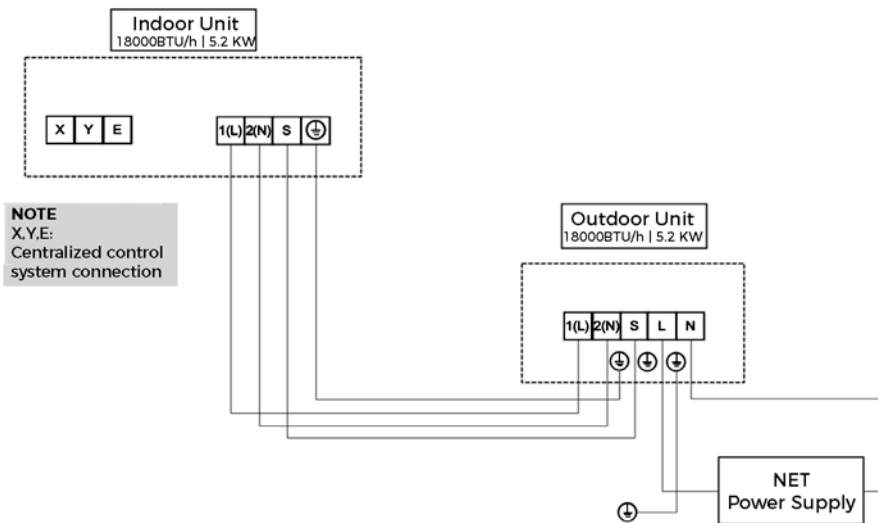 Indoor Unit
18000BTU/h | 5.2 KW
X Y E
1(L) 2(N) S
NOTE
X,Y,E:
Centralized control
system connection
Outdoor Unit
18000BTU/h | 5.2 KW
1(L) 2(N) S L N
NET
Power Supply